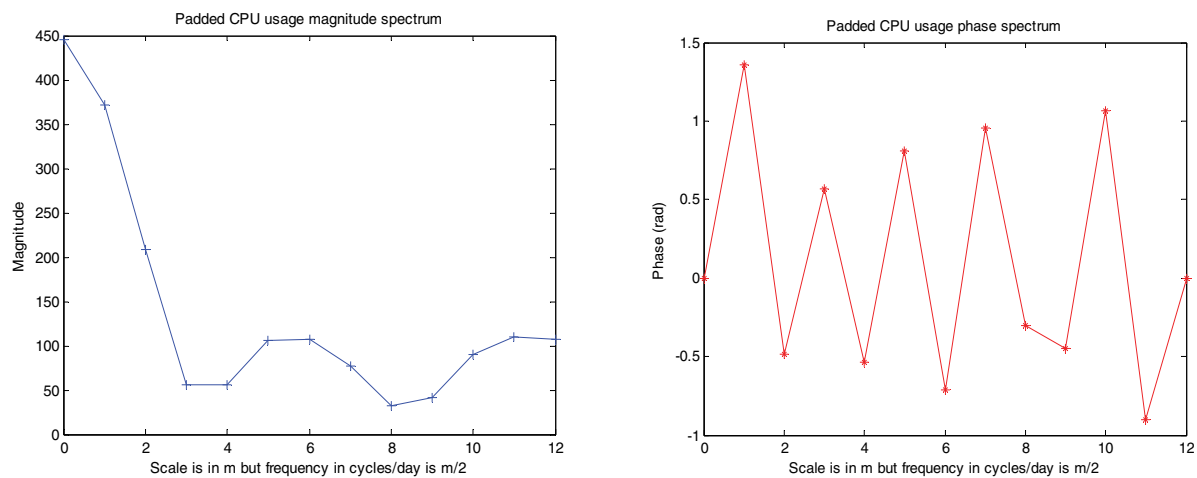 Padded CPU usage magnitude spectrum
450
400
350
300
250
200
150
100
50
0
Magnitude
0 2 4 6 8 10 12
Scale is in m but frequency in cycles/day is m/2
Padded CPU usage phase spectrum
1.5
1
0.5
0
-0.5
-1
Phase (rad)
0 2 4 6 8 10 12
Scale is in m but frequency in cycles/day is m/2